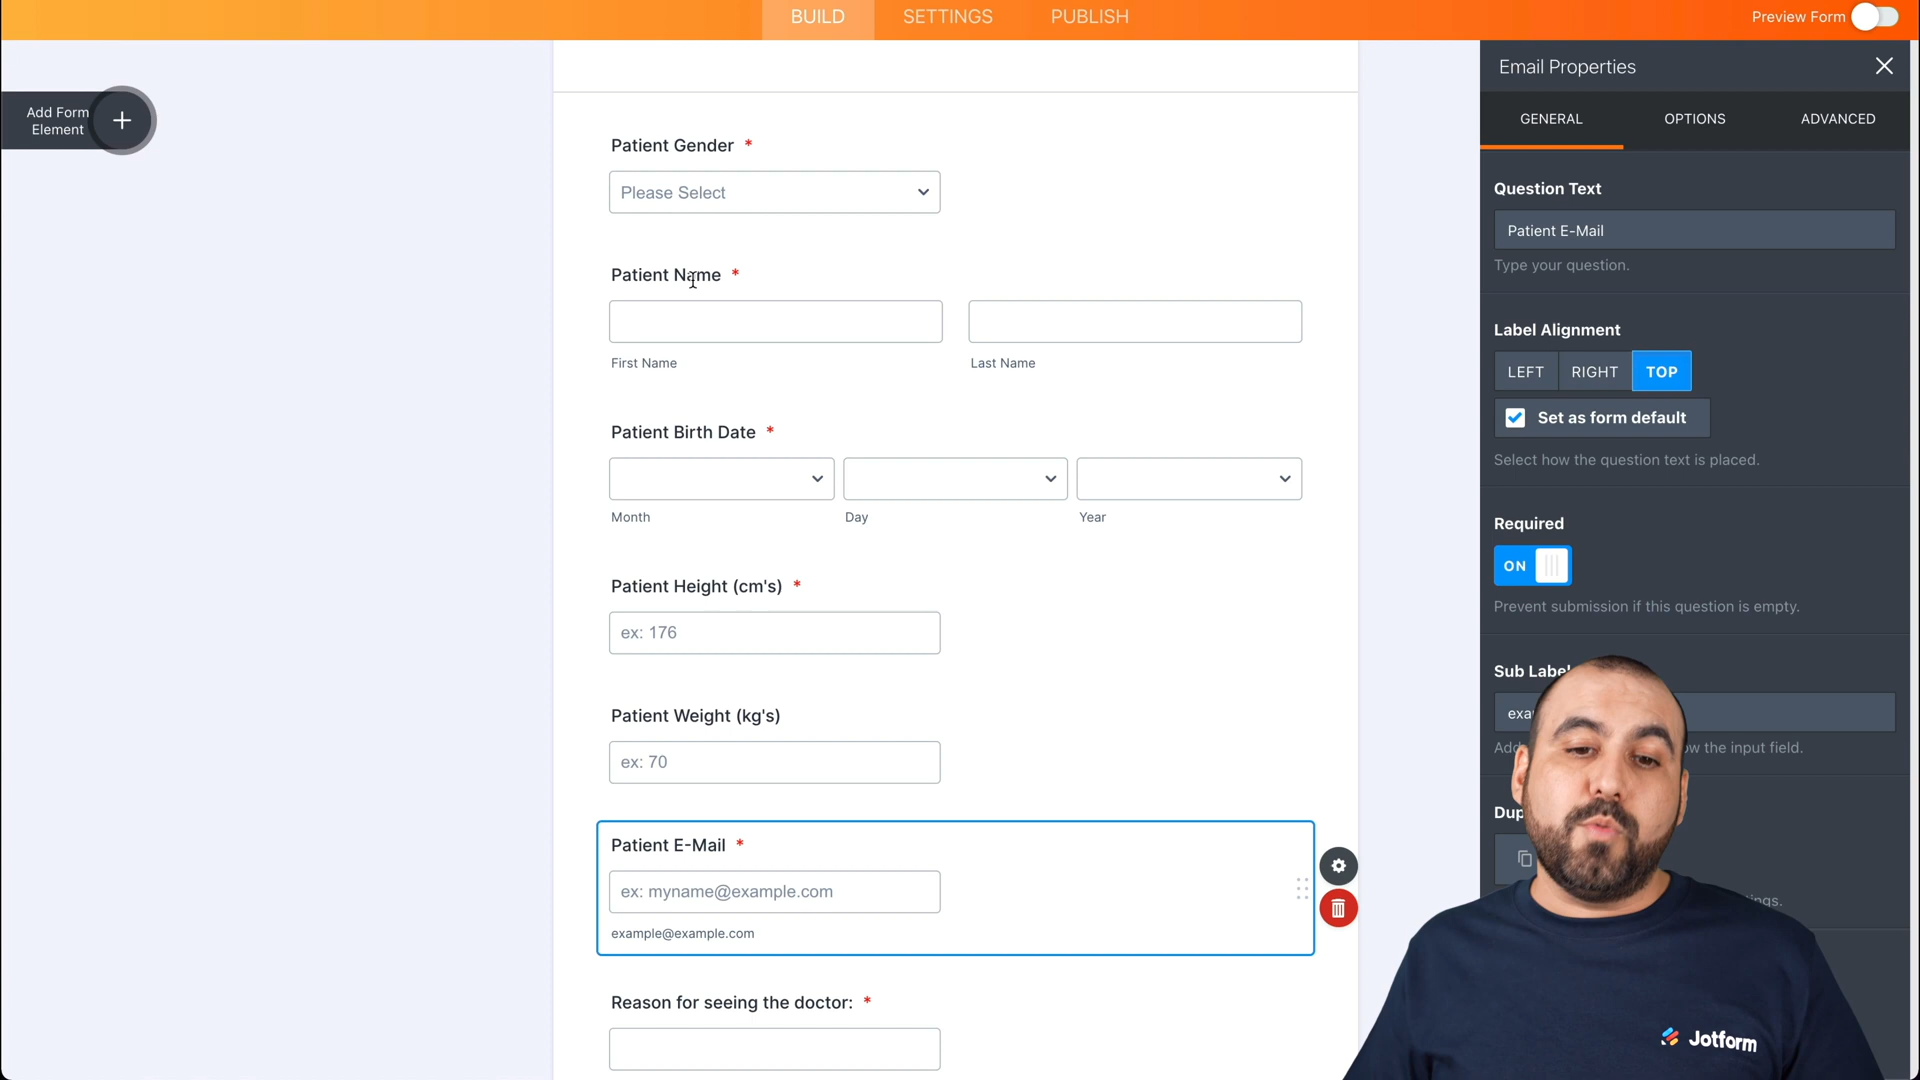 BUILD
SETTINGS
PUBLISH
Preview Form
Add Form
Element
Patient Gender *
Please Select
Patient Name *
First Name
Last Name
Patient Birth Date *
Month
Day
Year
Patient Height (cm's) *
ex: 176
Patient Weight (kg's)
ex: 70
Patient E-Mail *
ex: myname@example.com
example@example.com
Reason for seeing the doctor: *
Email Properties
GENERAL
OPTIONS
ADVANCED
Question Text
Patient E-Mail
Type your question.
Label Alignment
LEFT
RIGHT
TOP
Set as form default
Select how the question text is placed.
Required
ON
Prevent submission if this question is empty.
Sub
the input field.
Jotform